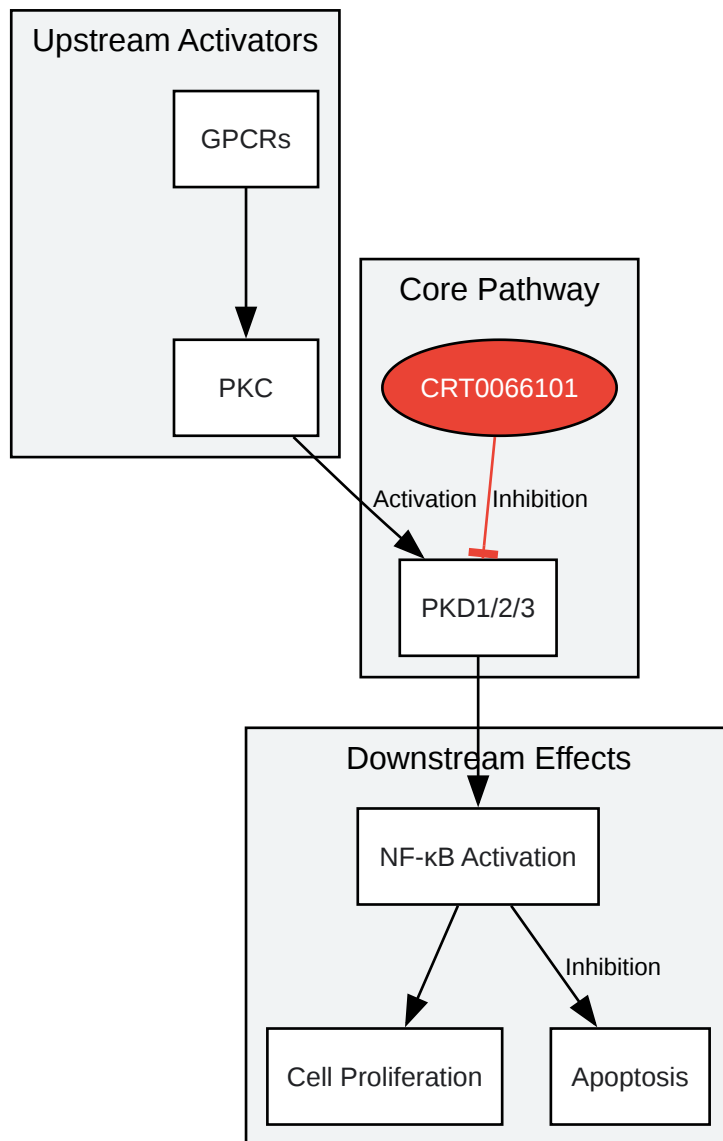 Upstream Activators
GPCRs
PKC
Core Pathway
CRT0066101
Activation
Inhibition
PKD1/2/3
Downstream Effects
NF-κB Activation
Inhibition
Cell Proliferation
Apoptosis